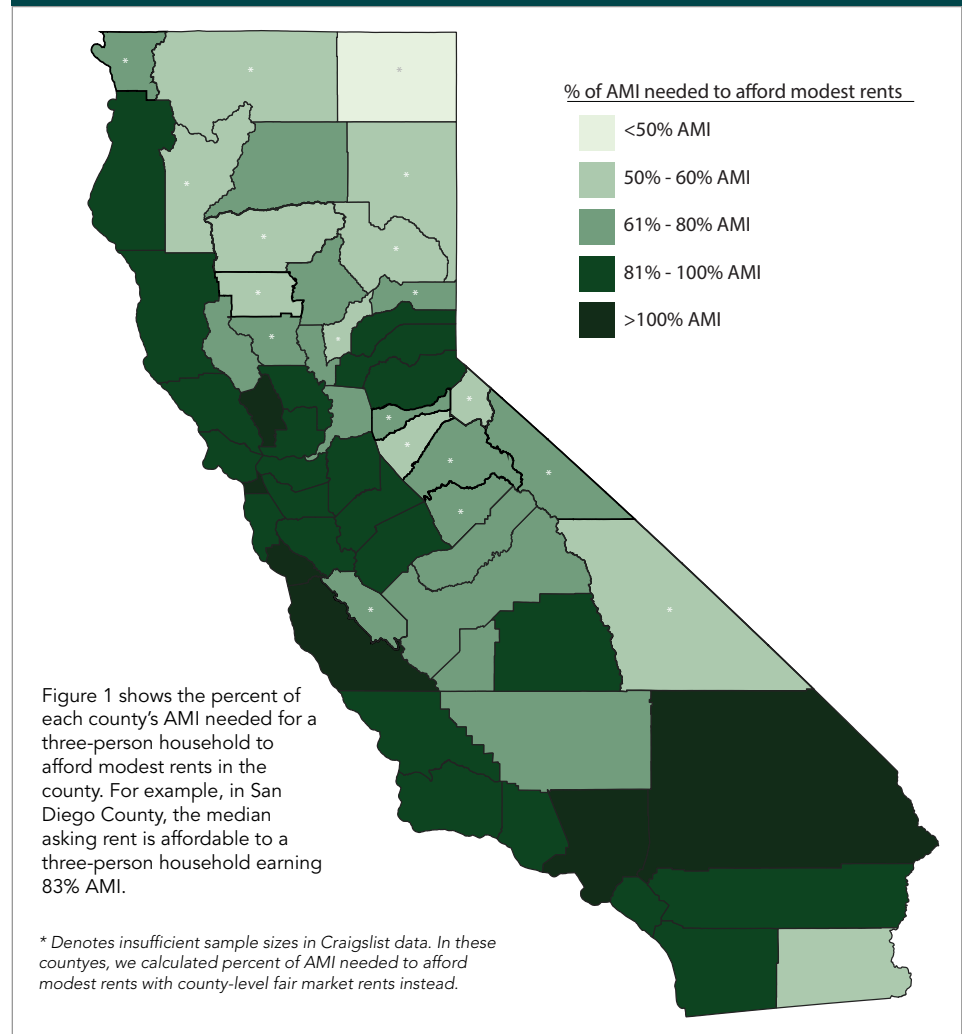 % of AMI needed to afford modest rents
<50% AMI
50% - 60% AMI
61% - 80% AMI
81% - 100% AMI
>100% AMI
Figure 1 shows the percent of
each county’s AMI needed for a
three-person household to
afford modest rents in the
county. For example, in San
Diego County, the median
asking rent is affordable to a
three-person household earning
83% AMI.
* Denotes insufficient sample sizes in Craigslist data. In these
countyes, we calculated percent of AMI needed to afford
modest rents with county-level fair market rents instead.